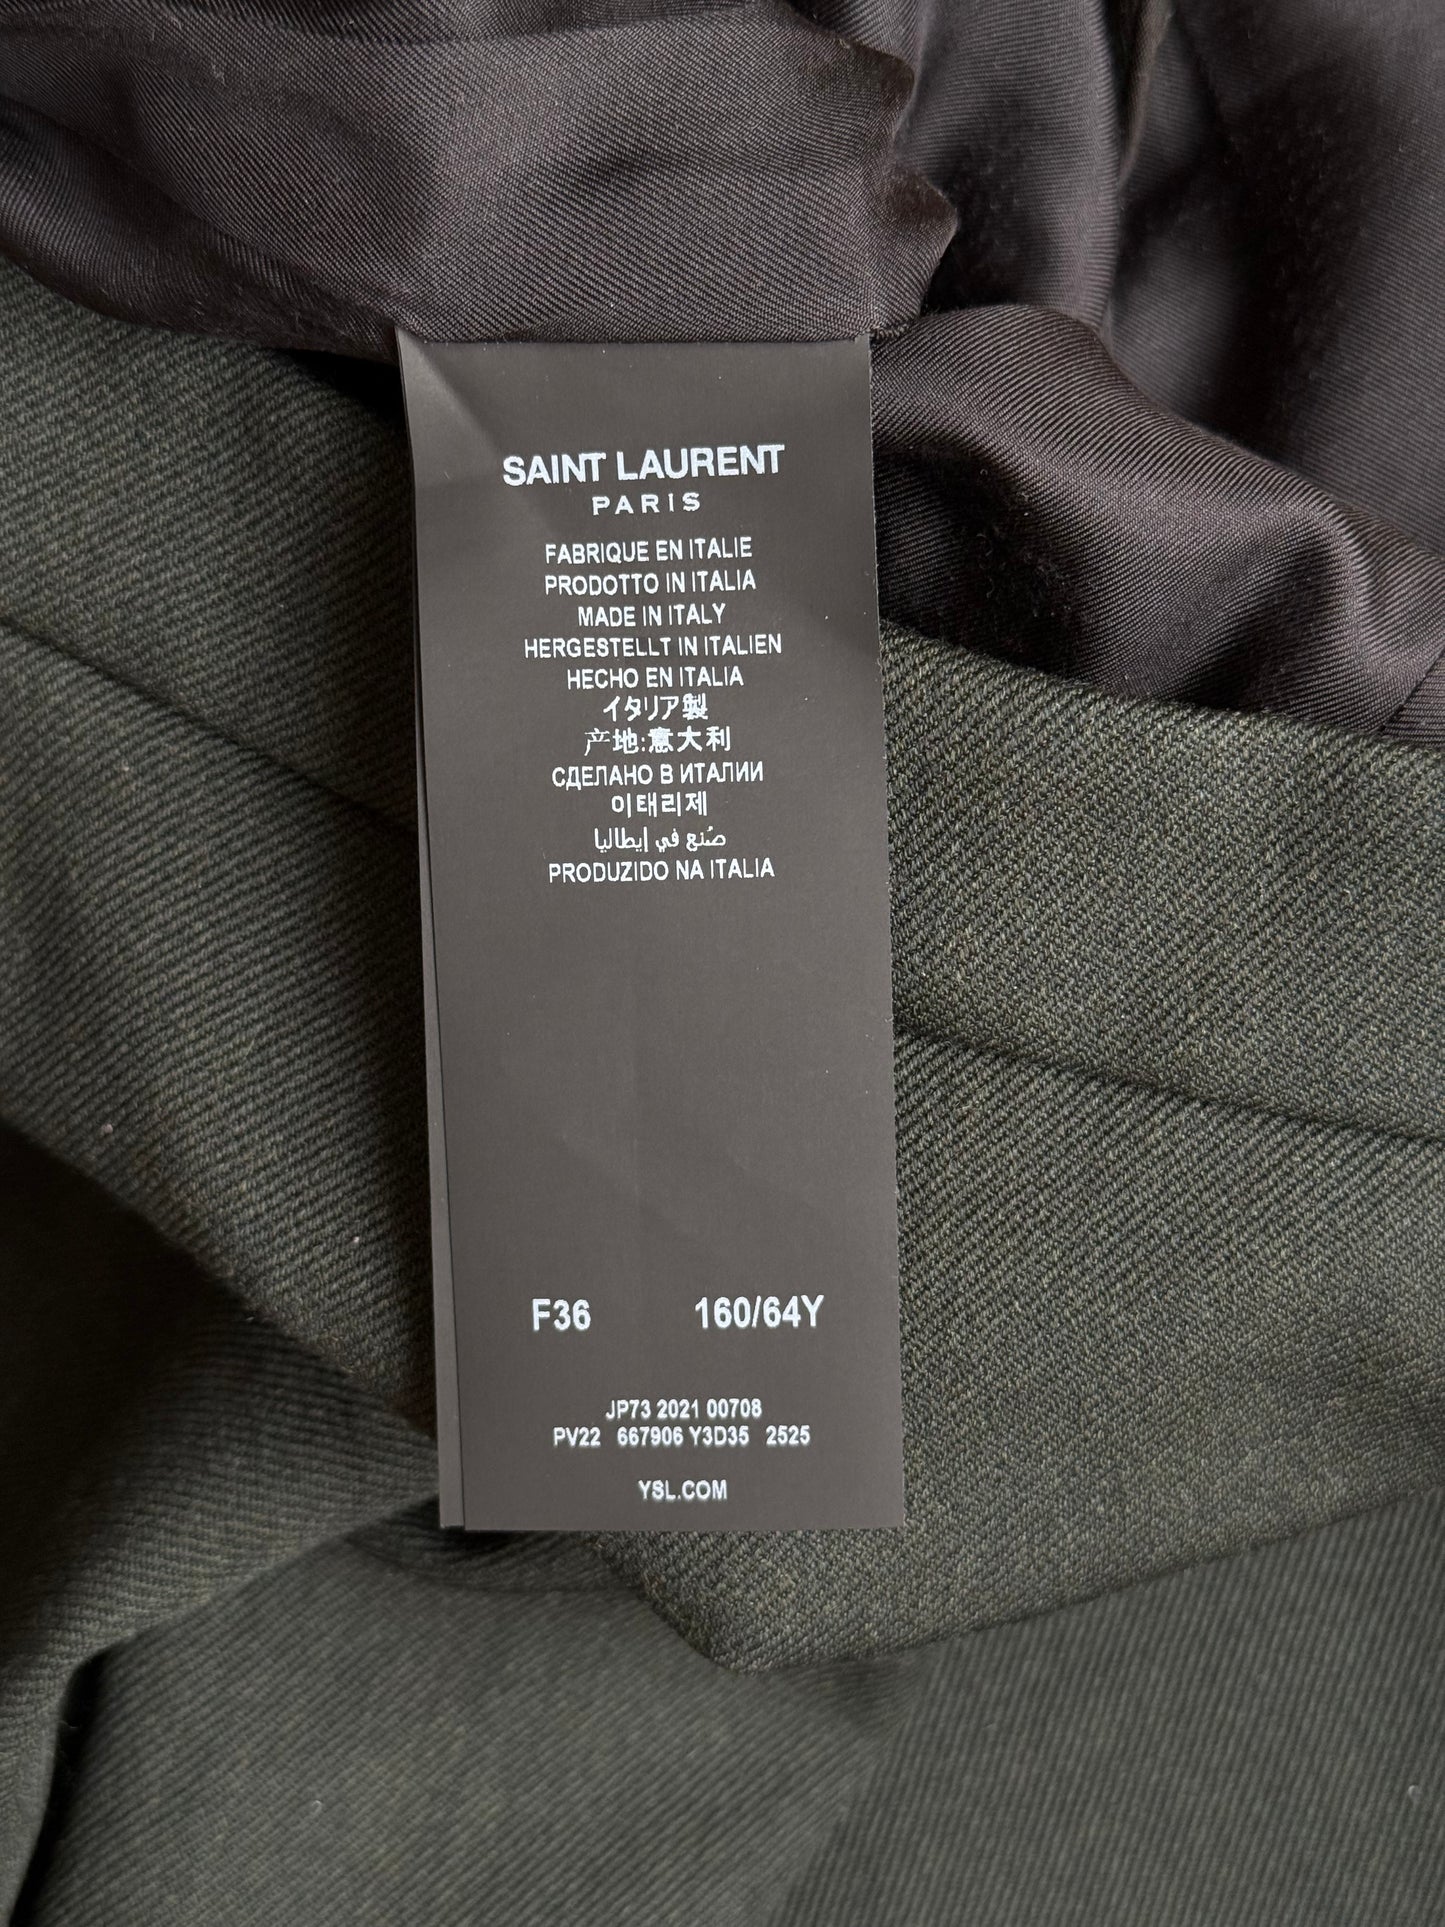 SAINT LAURENT
PARIS
FABRIQUE EN ITALIE
PRODOTTO IN ITALIA
MADE IN ITALY
HERGESTELLT IN ITALIEN
HECHO EN ITALIA
イタリア製
产地:意大利
СДЕЛАНО В ИТАЛИИ
이태리제
صُنع في إيطاليا
PRODUZIDO NA ITALIA
F36 160/64Y
JP73 2021 00708
PV22 667906 Y3D35 2525
YSL.COM